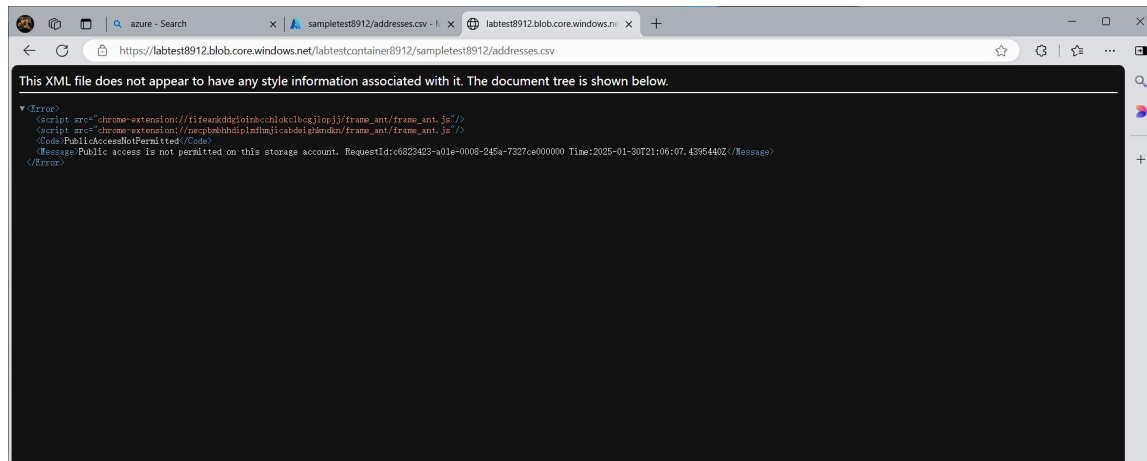 azure - Search
sampletest8912/addresses.csv - M
labtest8912.blob.core.windows.ne
https://labtest8912.blob.core.windows.net/labtestcontainer8912/sampletest8912/addresses.csv
This XML file does not appear to have any style information associated with it. The document tree is shown below.
▼<Error>
<script src="chrome-extension://fifeankddgioinbcchlokclbcgjlopjj/frame_ant/frame_ant.js"/>
<script src="chrome-extension://necpbmbhhdiplmfhmjicabdeighkndkn/frame_ant/frame_ant.js"/>
<Code>PublicAccessNotPermitted</Code>
<Message>Public access is not permitted on this storage account. RequestId:c6823423-a01e-0008-245a-7327ce000000 Time:2025-01-30T21:06:07.4395440Z</Message>
</Error>